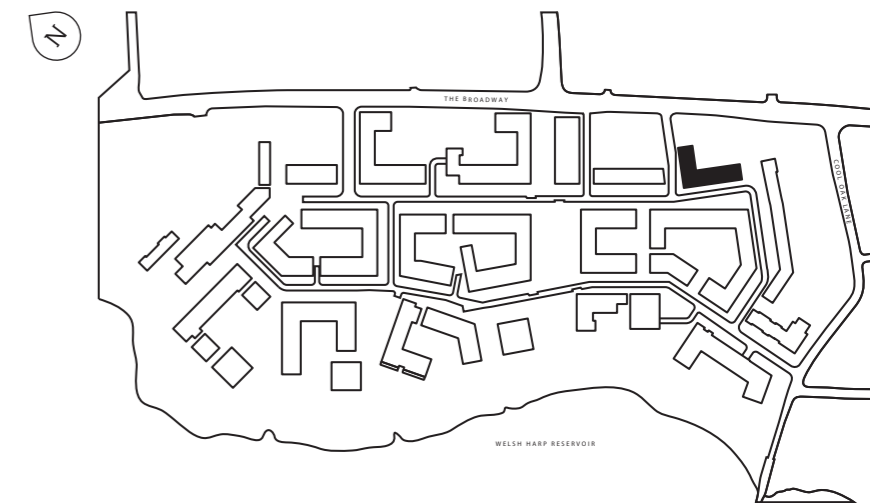 N
THE BROADWAY
COOL OAK LANE
WELSH HARP RESERVOIR